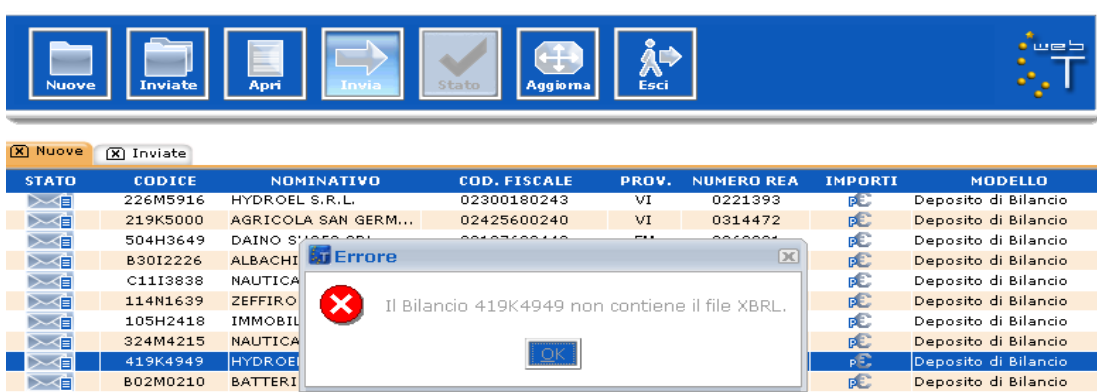 web
T
Nuove Inviate Apri Invia Stato Aggiorna Esci
Nuove Inviate
STATO CODICE NOMINATIVO COD. FISCALE PROV. NUMERO REA IMPORTI MODELLO
226M5916 HYDROEL S.R.L. 02300180243 VI 0221393 Deposito di Bilancio
219K5000 AGRICOLA SAN GERM... 02425600240 VI 0314472 Deposito di Bilancio
504H3649 DAINO Deposito di Bilancio
B30I2226 ALBACHI Errore Deposito di Bilancio
C11I3838 NAUTICA Deposito di Bilancio
114N1639 ZEFFIRO Il Bilancio 419K4949 non contiene il file XBRL. Deposito di Bilancio
105H2418 IMMOBIL Deposito di Bilancio
324M4215 NAUTICA OK Deposito di Bilancio
419K4949 HYDROE Deposito di Bilancio
B02M0210 BATTERI Deposito di Bilancio